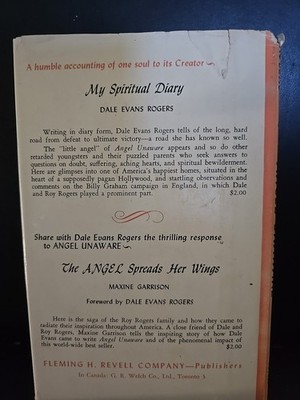 A humble accounting of one soul to its Creator
My Spiritual Diary
DALE EVANS ROGERS
Writing in diary form, Dale Evans Rogers tells of the long, hard
road from defeat to ultimate victory—a road she has known so well.
The "little angel" of Angel Unaware appears and so do other
retarded youngsters and their puzzled parents who seek answers to
questions on doubt, suffering, aching hearts, and spiritual bewilderment.
Here are glimpses into one of America's happiest homes, situated in the
heart of a supposedly pagan Hollywood, and startling observations and
comments on the Billy Graham campaign in England, in which Dale
and Roy Rogers played a prominent part. $2.00
Share with Dale Evans Rogers the thrilling response
to ANGEL UNAWARE
The ANGEL Spreads Her Wings
MAXINE GARRISON
Foreword by DALE EVANS ROGERS
Here is the saga of the Roy Rogers family and how they came to
radiate their inspiration throughout America. A close friend of Dale and
Roy Rogers, Maxine Garrison tells the inspiring story of how Dale
Evans came to write Angel Unaware and of the phenomenal impact of
this world-wide best seller. $2.00
FLEMING H. REVELL COMPANY—Publishers
In Canada: G. R. Welch Co., Ltd., Toronto 5